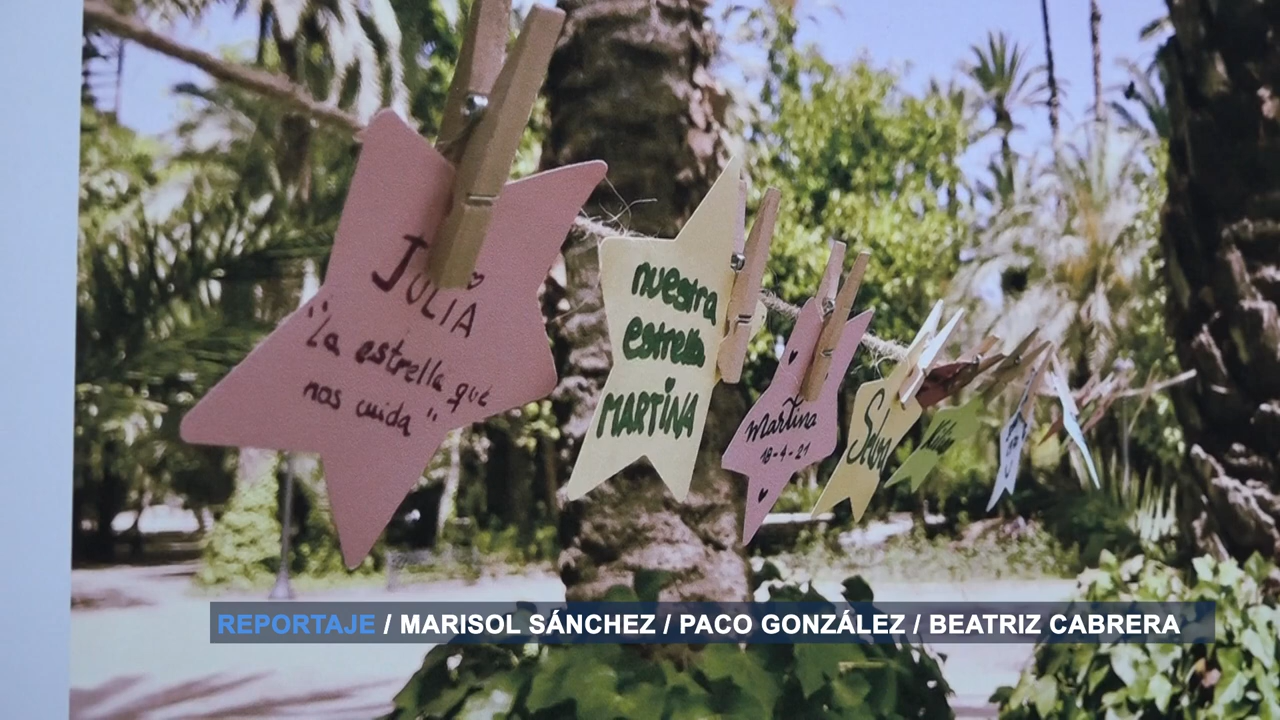 JULIA
"La estrella que
nos cuida"
nuestra
estrella
MARTINA
Martina
18-4-21
REPORTAJE / MARISOL SÁNCHEZ / PACO GONZÁLEZ / BEATRIZ CABRERA